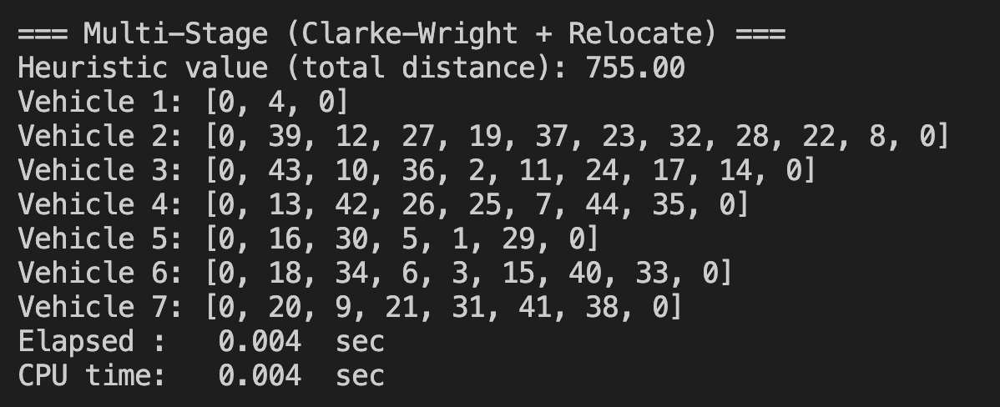 === Multi-Stage (Clarke-Wright + Relocate) ===
Heuristic value (total distance): 755.00
Vehicle 1: [0, 4, 0]
Vehicle 2: [0, 39, 12, 27, 19, 37, 23, 32, 28, 22, 8, 0]
Vehicle 3: [0, 43, 10, 36, 2, 11, 24, 17, 14, 0]
Vehicle 4: [0, 13, 42, 26, 25, 7, 44, 35, 0]
Vehicle 5: [0, 16, 30, 5, 1, 29, 0]
Vehicle 6: [0, 18, 34, 6, 3, 15, 40, 33, 0]
Vehicle 7: [0, 20, 9, 21, 31, 41, 38, 0]
Elapsed :   0.004  sec
CPU time:   0.004  sec